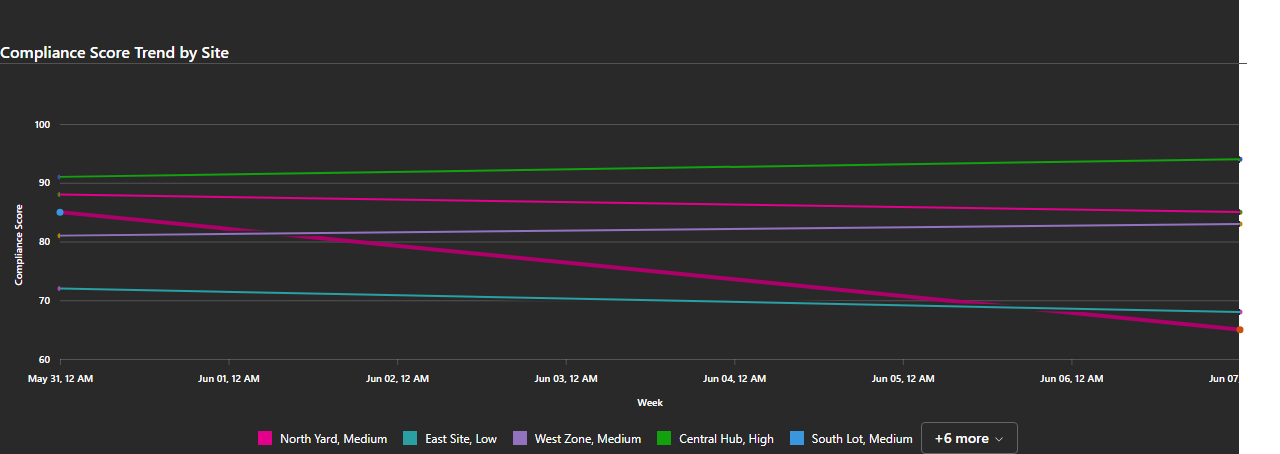 Compliance Score Trend by Site
100
90
80
70
60
Compliance Score
May 31, 12 AM Jun 01, 12 AM Jun 02, 12 AM Jun 03, 12 AM Jun 04, 12 AM Jun 05, 12 AM Jun 06, 12 AM Jun 07,
Week
North Yard, Medium East Site, Low West Zone, Medium Central Hub, High South Lot, Medium +6 more